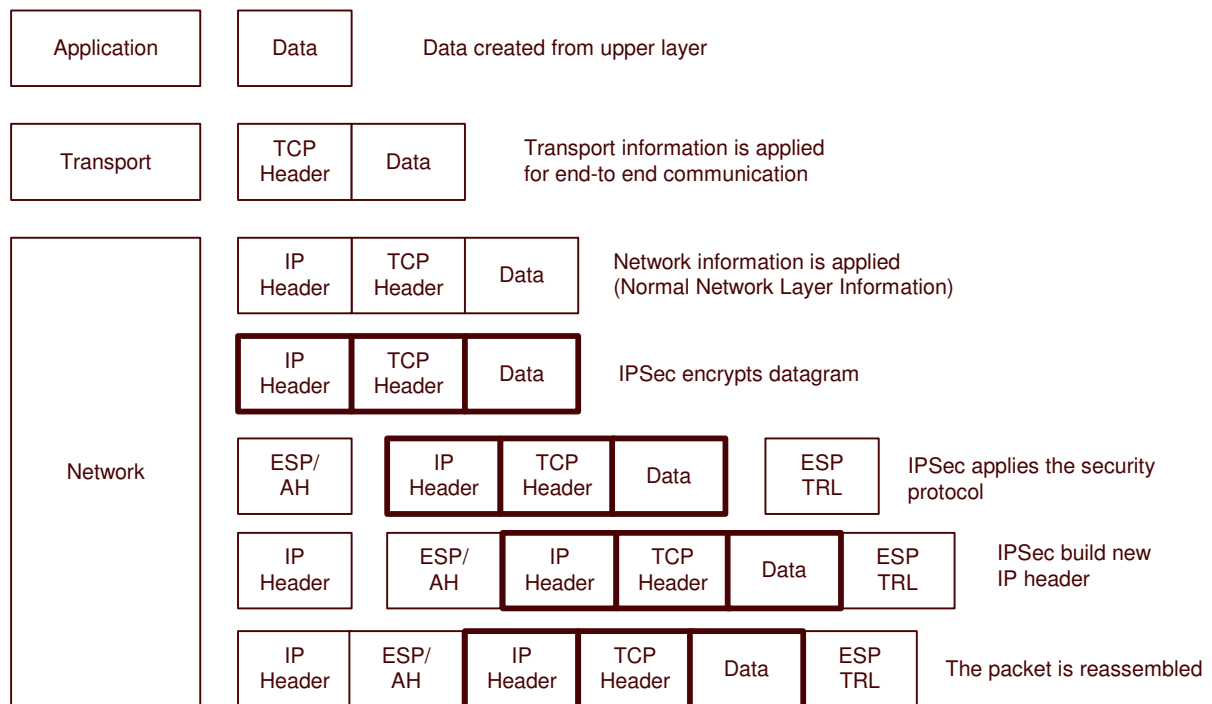 Application
Data
Data created from upper layer
Transport
TCP
Header
Data
Transport information is applied
for end-to end communication
Network
IP
Header
TCP
Header
Data
Network information is applied
(Normal Network Layer Information)
IP
Header
TCP
Header
Data
IPSec encrypts datagram
ESP/
AH
IP
Header
TCP
Header
Data
ESP
TRL
IPSec applies the security
protocol
IP
Header
ESP/
AH
IP
Header
TCP
Header
Data
ESP
TRL
IPSec build new
IP header
IP
Header
ESP/
AH
IP
Header
TCP
Header
Data
ESP
TRL
The packet is reassembled